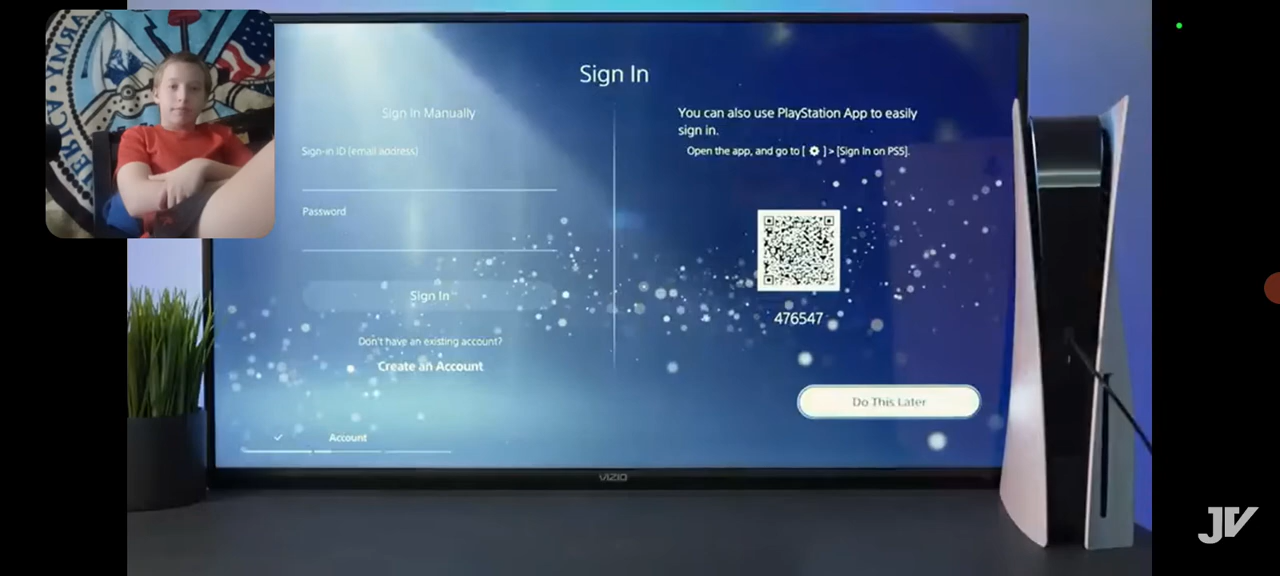 Sign In
Sign In Manually
Sign-in ID (email address)
Password
Sign In
Don't have an existing account?
Create an Account
Account
You can also use PlayStation App to easily
sign in.
Open the app, and go to [ ] > [Sign In on PS5].
476547
Do This Later
VIZIO
JV